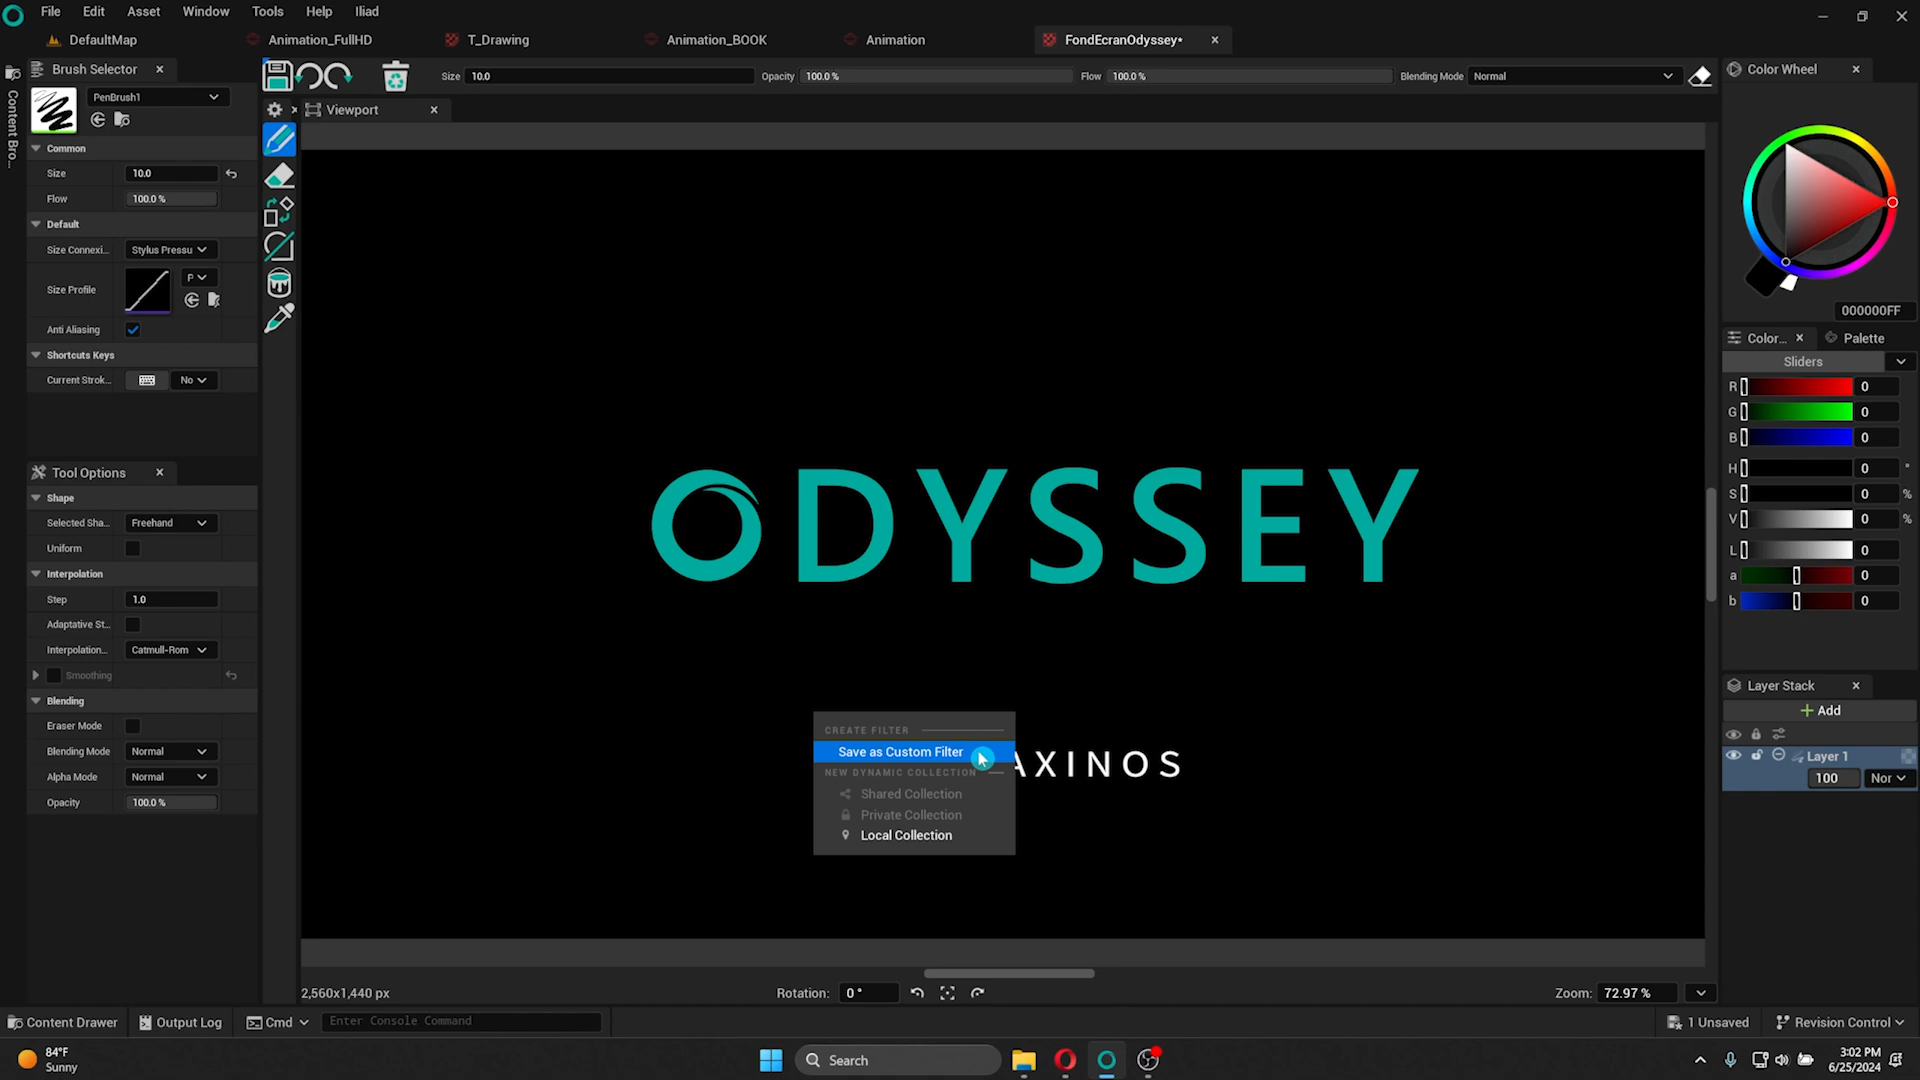 File Edit Asset Window Tools Help Iliad
DefaultMap Animation_FullHD T_Drawing Animation_BOOK Animation FondEcranOdyssey*
Brush Selector
Size 10.0 Opacity 100.0 % Flow 100.0 % Blending Mode Normal
Color Wheel
Content Bro...
PenBrush1
Viewport
Common
Size 10.0
Flow 100.0 %
Default
Size Connexi... Stylus Pressu
Size Profile P
Anti Aliasing
Shortcuts Keys
Current Strok... No
000000FF
Color... Palette
Sliders
R 0
G 0
B 0
H 0 °
S 0 %
V 0 %
L 0
a 0
b 0
Tool Options
Shape
Selected Sha... Freehand
Uniform
Interpolation
Step 1.0
Adaptative St...
Interpolation... Catmull-Rom
Smoothing
Blending
Eraser Mode
Blending Mode Normal
Alpha Mode Normal
Opacity 100.0 %
ODYSSEY
AXINOS
CREATE FILTER
Save as Custom Filter
NEW DYNAMIC COLLECTION
Shared Collection
Private Collection
Local Collection
Layer Stack
+ Add
Layer 1
100 Nor
2,560x1,440 px Rotation: 0 ° Zoom: 72.97 %
Content Drawer Output Log Cmd Enter Console Command 1 Unsaved Revision Control
84°F
Sunny
Search
3:02 PM
6/25/2024